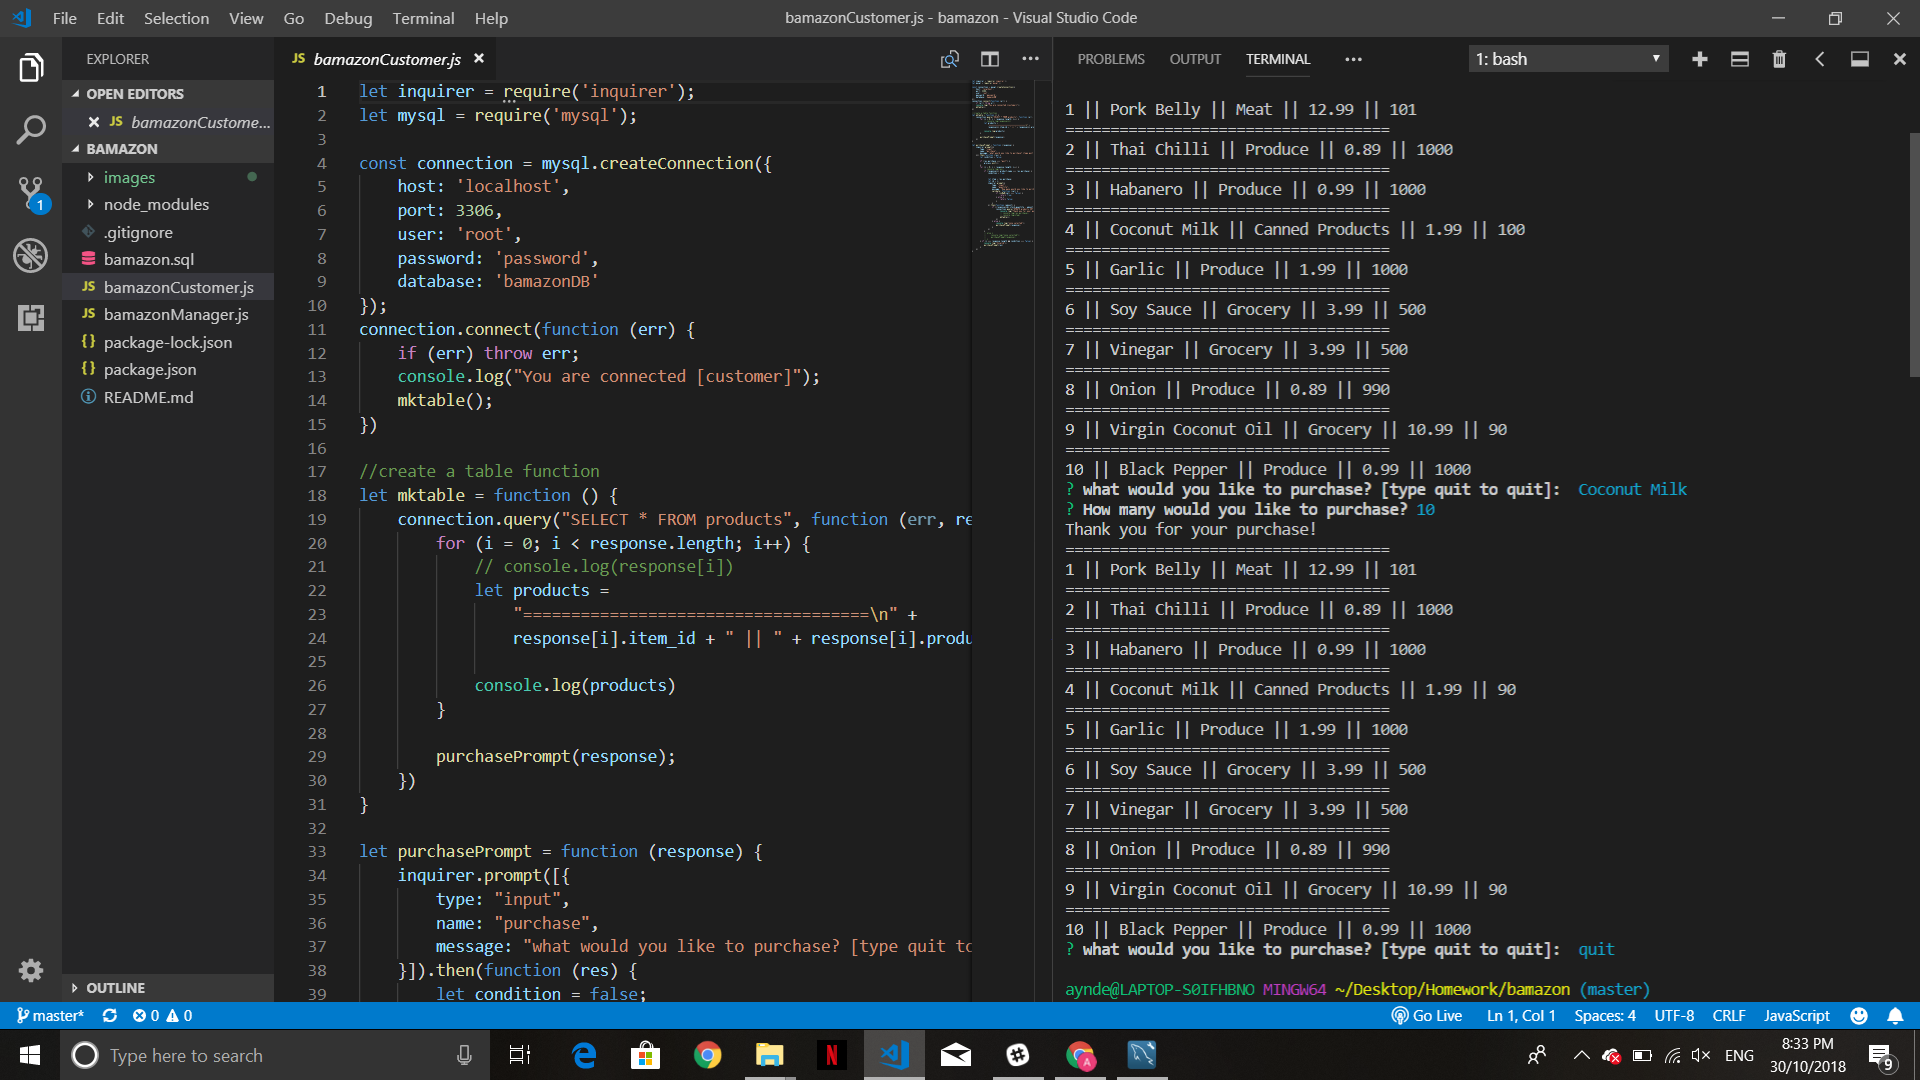 File Edit Selection View Go Debug Terminal Help
bamazonCustomer.js - bamazon - Visual Studio Code
EXPLORER
OPEN EDITORS
JS bamazonCustome...
BAMAZON
images
node_modules
.gitignore
bamazon.sql
JS bamazonCustomer.js
JS bamazonManager.js
{} package-lock.json
{} package.json
README.md
OUTLINE
1
JS bamazonCustomer.js
1 let inquirer = require('inquirer');
2 let mysql = require('mysql');
3
4 const connection = mysql.createConnection({
5 host: 'localhost',
6 port: 3306,
7 user: 'root',
8 password: 'password',
9 database: 'bamazonDB'
10 });
11 connection.connect(function (err) {
12 if (err) throw err;
13 console.log("You are connected [customer]");
14 mktable();
15 })
16
17 //create a table function
18 let mktable = function () {
19 connection.query("SELECT * FROM products", function (err, re
20 for (i = 0; i < response.length; i++) {
21 // console.log(response[i])
22 let products =
23 "====================================\n" +
24 response[i].item_id + " || " + response[i].produ
25
26 console.log(products)
27 }
28
29 purchasePrompt(response);
30 })
31 }
32
33 let purchasePrompt = function (response) {
34 inquirer.prompt([{
35 type: "input",
36 name: "purchase",
37 message: "what would you like to purchase? [type quit to
38 }]).then(function (res) {
39 let condition = false;
PROBLEMS OUTPUT TERMINAL ••• 1: bash
1 || Pork Belly || Meat || 12.99 || 101
====================================
2 || Thai Chilli || Produce || 0.89 || 1000
====================================
3 || Habanero || Produce || 0.99 || 1000
====================================
4 || Coconut Milk || Canned Products || 1.99 || 100
====================================
5 || Garlic || Produce || 1.99 || 1000
====================================
6 || Soy Sauce || Grocery || 3.99 || 500
====================================
7 || Vinegar || Grocery || 3.99 || 500
====================================
8 || Onion || Produce || 0.89 || 990
====================================
9 || Virgin Coconut Oil || Grocery || 10.99 || 90
====================================
10 || Black Pepper || Produce || 0.99 || 1000
? what would you like to purchase? [type quit to quit]: Coconut Milk
? How many would you like to purchase? 10
Thank you for your purchase!
====================================
1 || Pork Belly || Meat || 12.99 || 101
====================================
2 || Thai Chilli || Produce || 0.89 || 1000
====================================
3 || Habanero || Produce || 0.99 || 1000
====================================
4 || Coconut Milk || Canned Products || 1.99 || 90
====================================
5 || Garlic || Produce || 1.99 || 1000
====================================
6 || Soy Sauce || Grocery || 3.99 || 500
====================================
7 || Vinegar || Grocery || 3.99 || 500
====================================
8 || Onion || Produce || 0.89 || 990
====================================
9 || Virgin Coconut Oil || Grocery || 10.99 || 90
====================================
10 || Black Pepper || Produce || 0.99 || 1000
? what would you like to purchase? [type quit to quit]: quit
aynde@LAPTOP-S0IFHBNO MINGW64 ~/Desktop/Homework/bamazon (master)
master* 0 0 Go Live Ln 1, Col 1 Spaces: 4 UTF-8 CRLF JavaScript
Type here to search
ENG
8:33 PM
30/10/2018
9